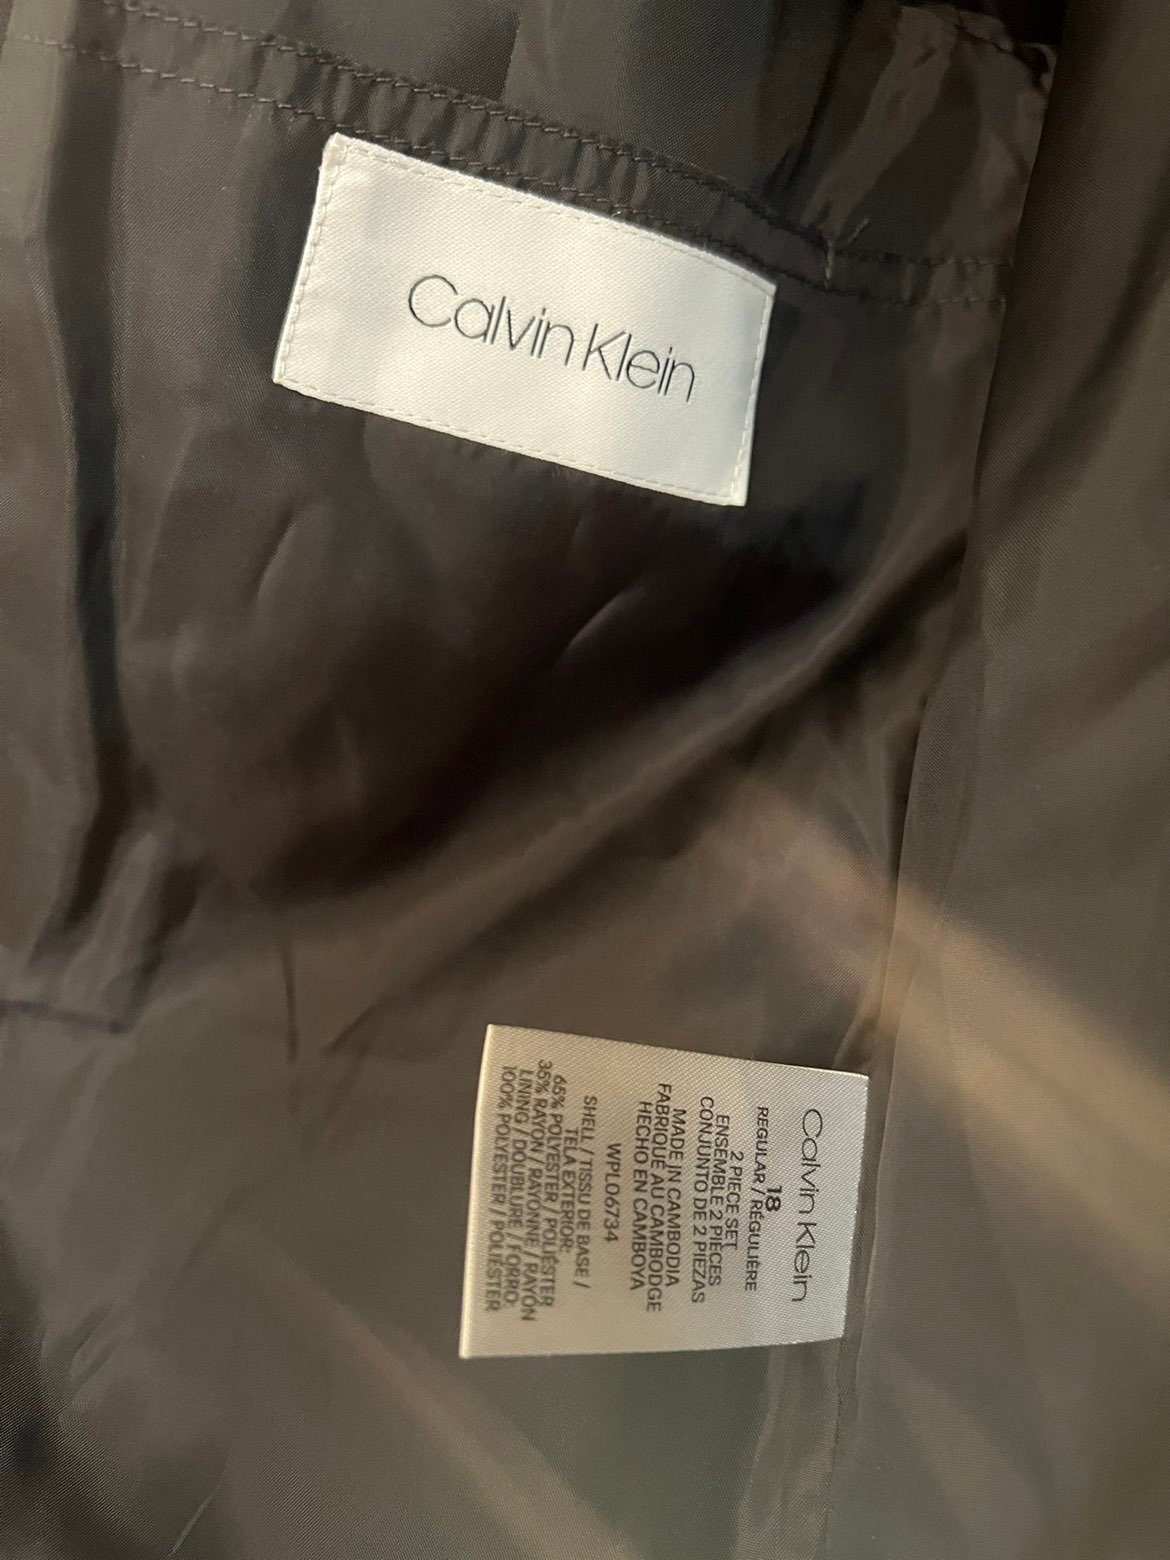 Calvin Klein
Calvin Klein
18
REGULAR / RÉGULIÈRE
2 PIECE SET
ENSEMBLE 2 PIÈCES
CONJUNTO DE 2 PIEZAS
MADE IN CAMBODIA
FABRIQUÉ AU CAMBODGE
HECHO EN CAMBOYA
WPL06734
SHELL / TISSU DE BASE /
TELA EXTERIOR:
65% POLYESTER / POLIÉSTER
35% RAYON / RAYONNE / RAYÓN
LINING / DOUBLURE / FORRO:
100% POLYESTER / POLIÉSTER